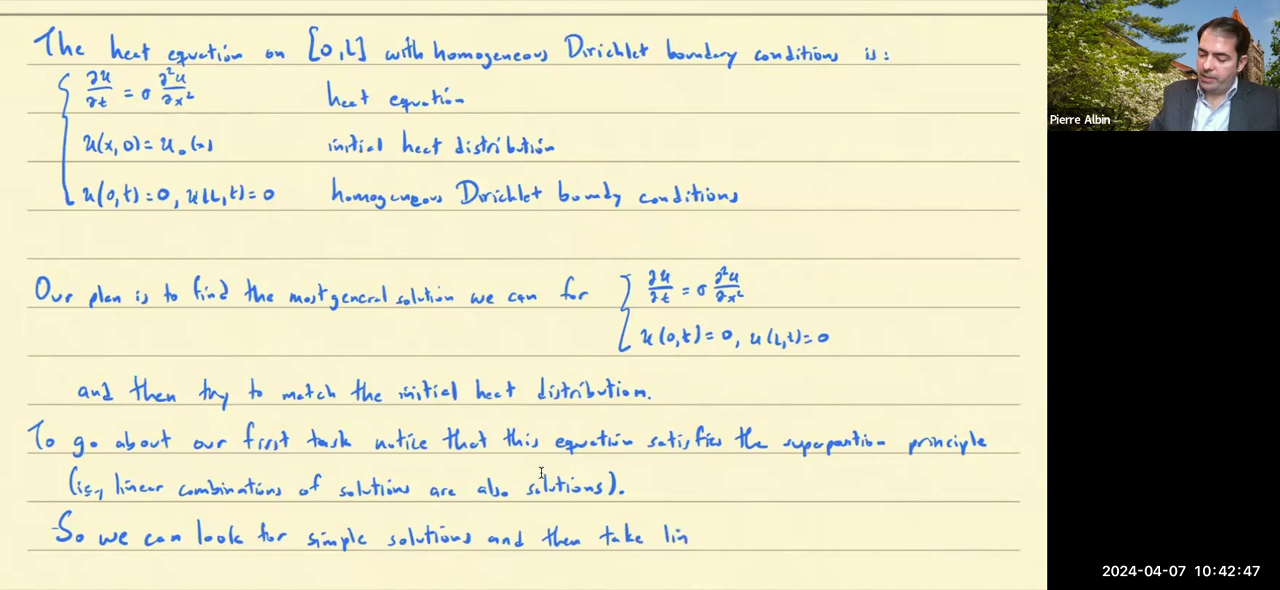 The heat equation on [0,L] with homogeneous Dirichlet boundary conditions is:
∂u/∂t = σ ∂²u/∂x² heat equation
u(x,0)=u₀(x) initial heat distribution
u(0,t)=0, u(L,t)=0 homogeneous Dirichlet boundy conditions
Our plan is to find the most general solution we can for { ∂u/∂t = σ ∂²u/∂x²
u(0,t)=0, u(L,t)=0
and then try to match the initial heat distribution.
To go about our first task notice that this equation satisfies the superposition principle
(ie, linear combinations of solutions are also solutions).
So we can look for simple solutions and then take lin
Pierre Albin
2024-04-07 10:42:47